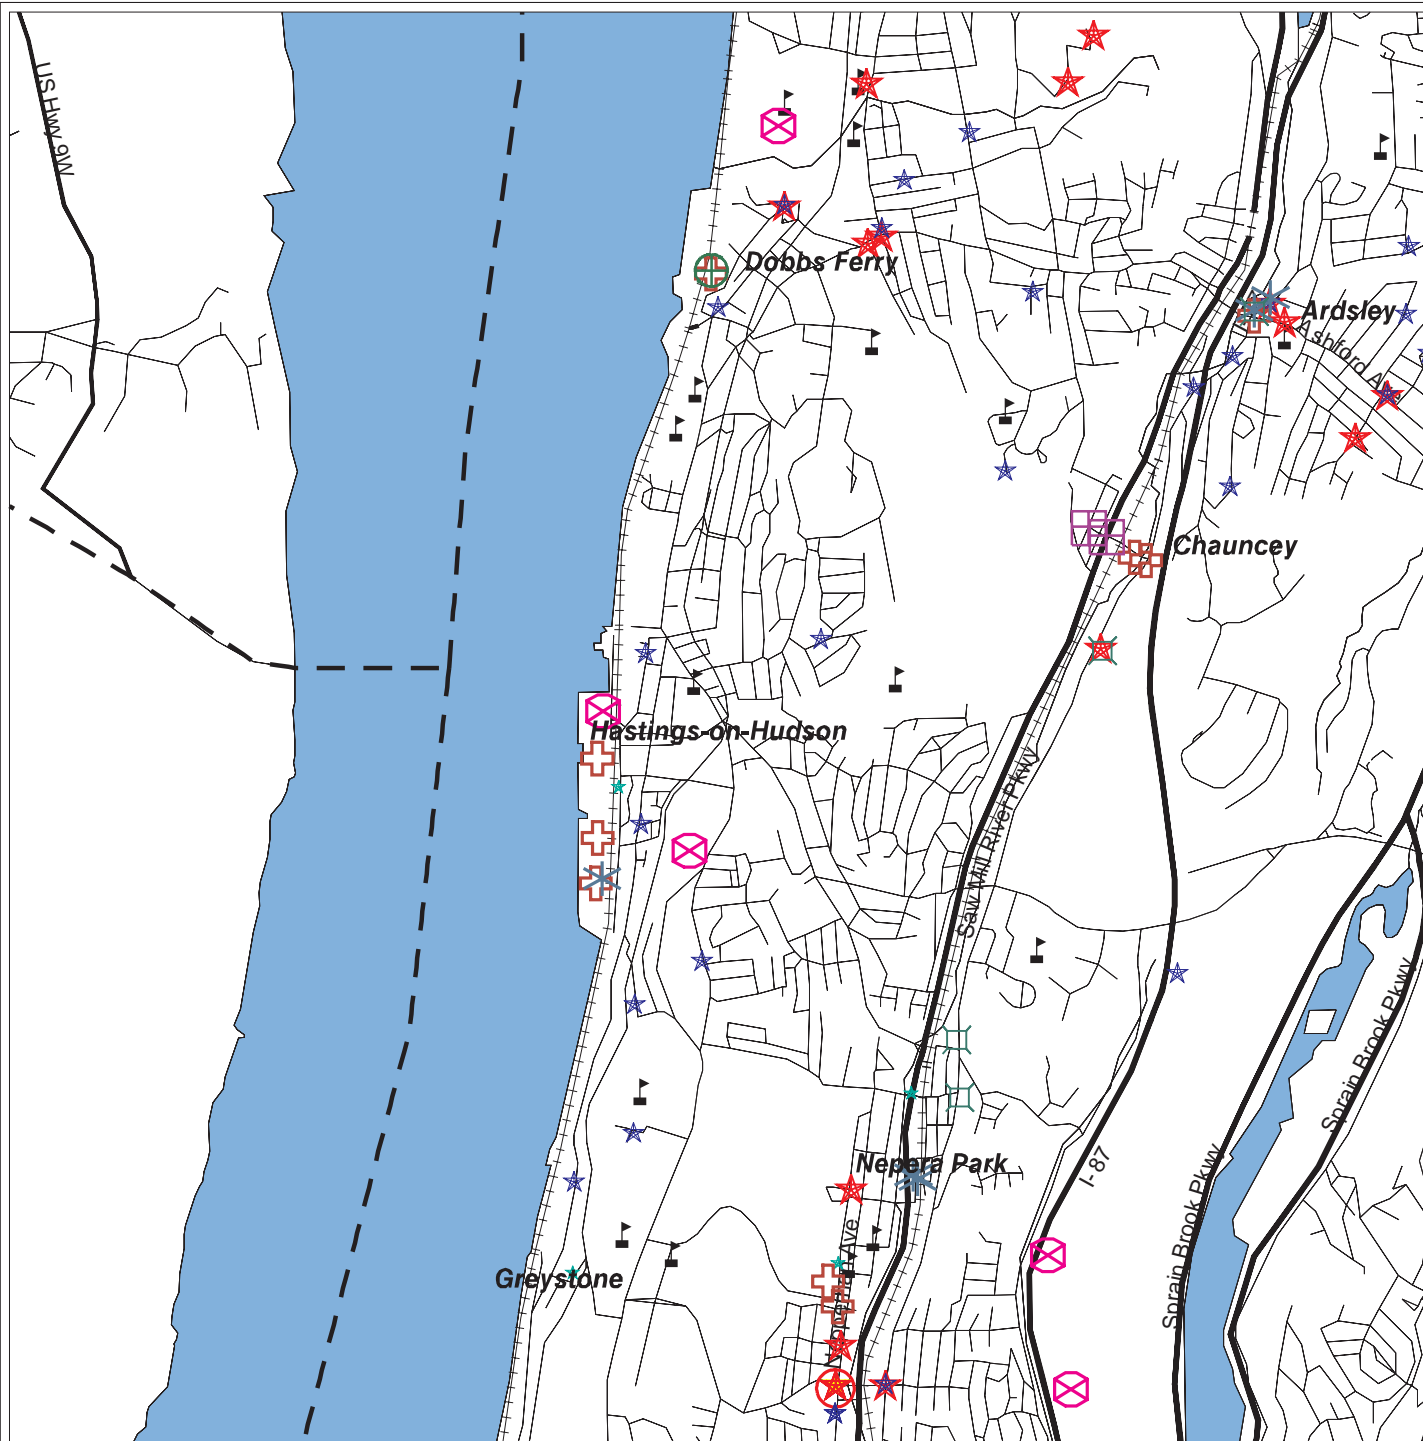 US Hwy 9W
Dobbs Ferry
Ardsley
Ashford Av
Chauncey
Hastings-on-Hudson
Saw Mill River Pkwy
Sprain Brook Pkwy
Nepera Park
I- 87
Sprain Brook Pkwy
Greystone
Ave